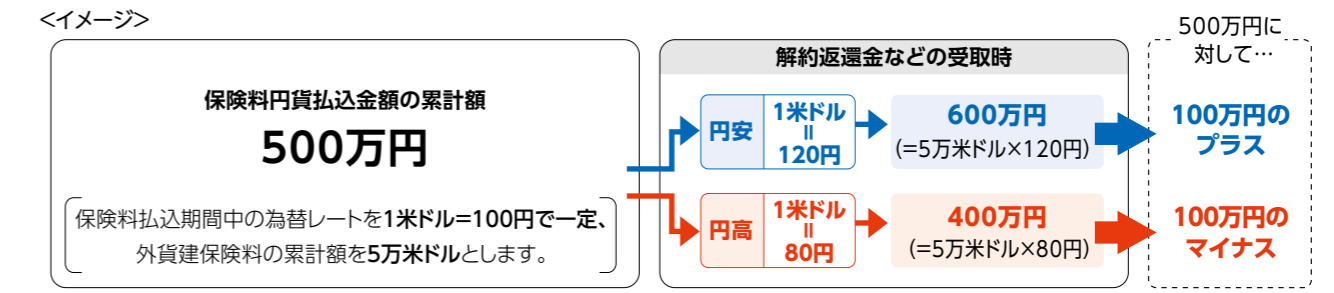 <イメージ>
保険料円貨払込金額の累計額
500万円
保険料払込期間中の為替レートを1米ドル=100円で一定、
外貨建保険料の累計額を5万米ドルとします。
解約返還金などの受取時
円安
1米ドル
=
120円
600万円
(=5万米ドル×120円)
円高
1米ドル
=
80円
400万円
(=5万米ドル×80円)
500万円に
対して…
100万円の
プラス
100万円の
マイナス